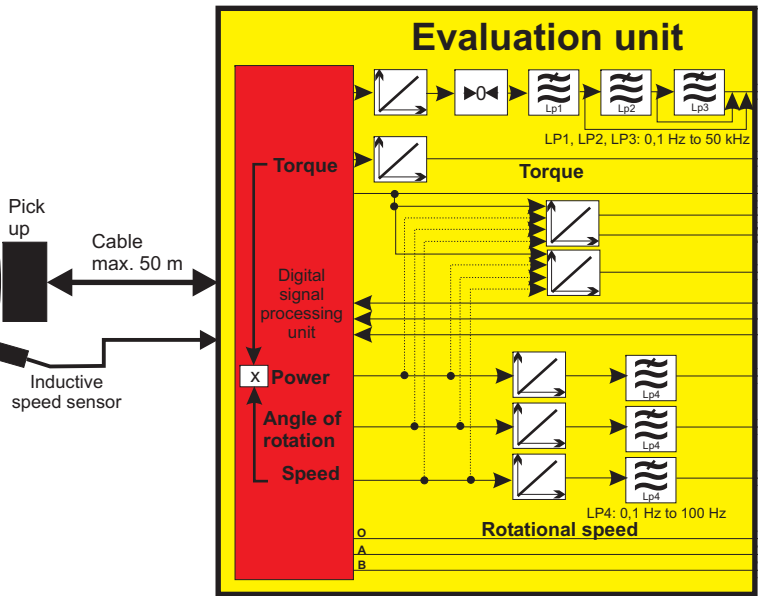 Evaluation unit
►0◄
Lp1
Lp2
Lp3
LP1, LP2, LP3: 0,1 Hz to 50 kHz
Torque
Torque
Pick
up
Cable
max. 50 m
Digital
signal
processing
unit
Inductive
speed sensor
X
Power
Lp4
Angle of
rotation
Lp4
Speed
Lp4
LP4: 0,1 Hz to 100 Hz
Rotational speed
O
A
B